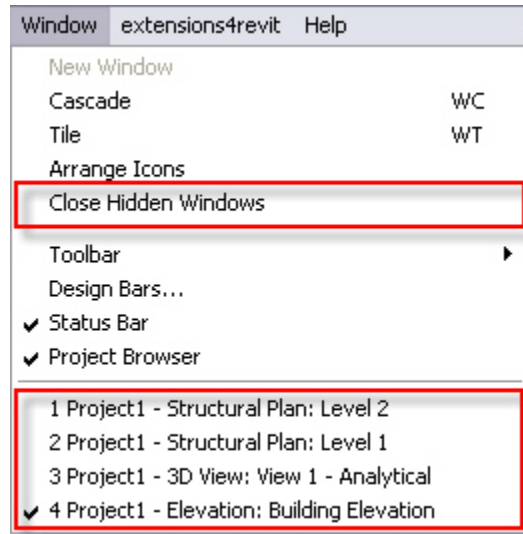 Window extensions4revit Help
New Window
Cascade WC
Tile WT
Arrange Icons
Close Hidden Windows
Toolbar
Design Bars...
Status Bar
Project Browser
1 Project1 - Structural Plan: Level 2
2 Project1 - Structural Plan: Level 1
3 Project1 - 3D View: View 1 - Analytical
4 Project1 - Elevation: Building Elevation